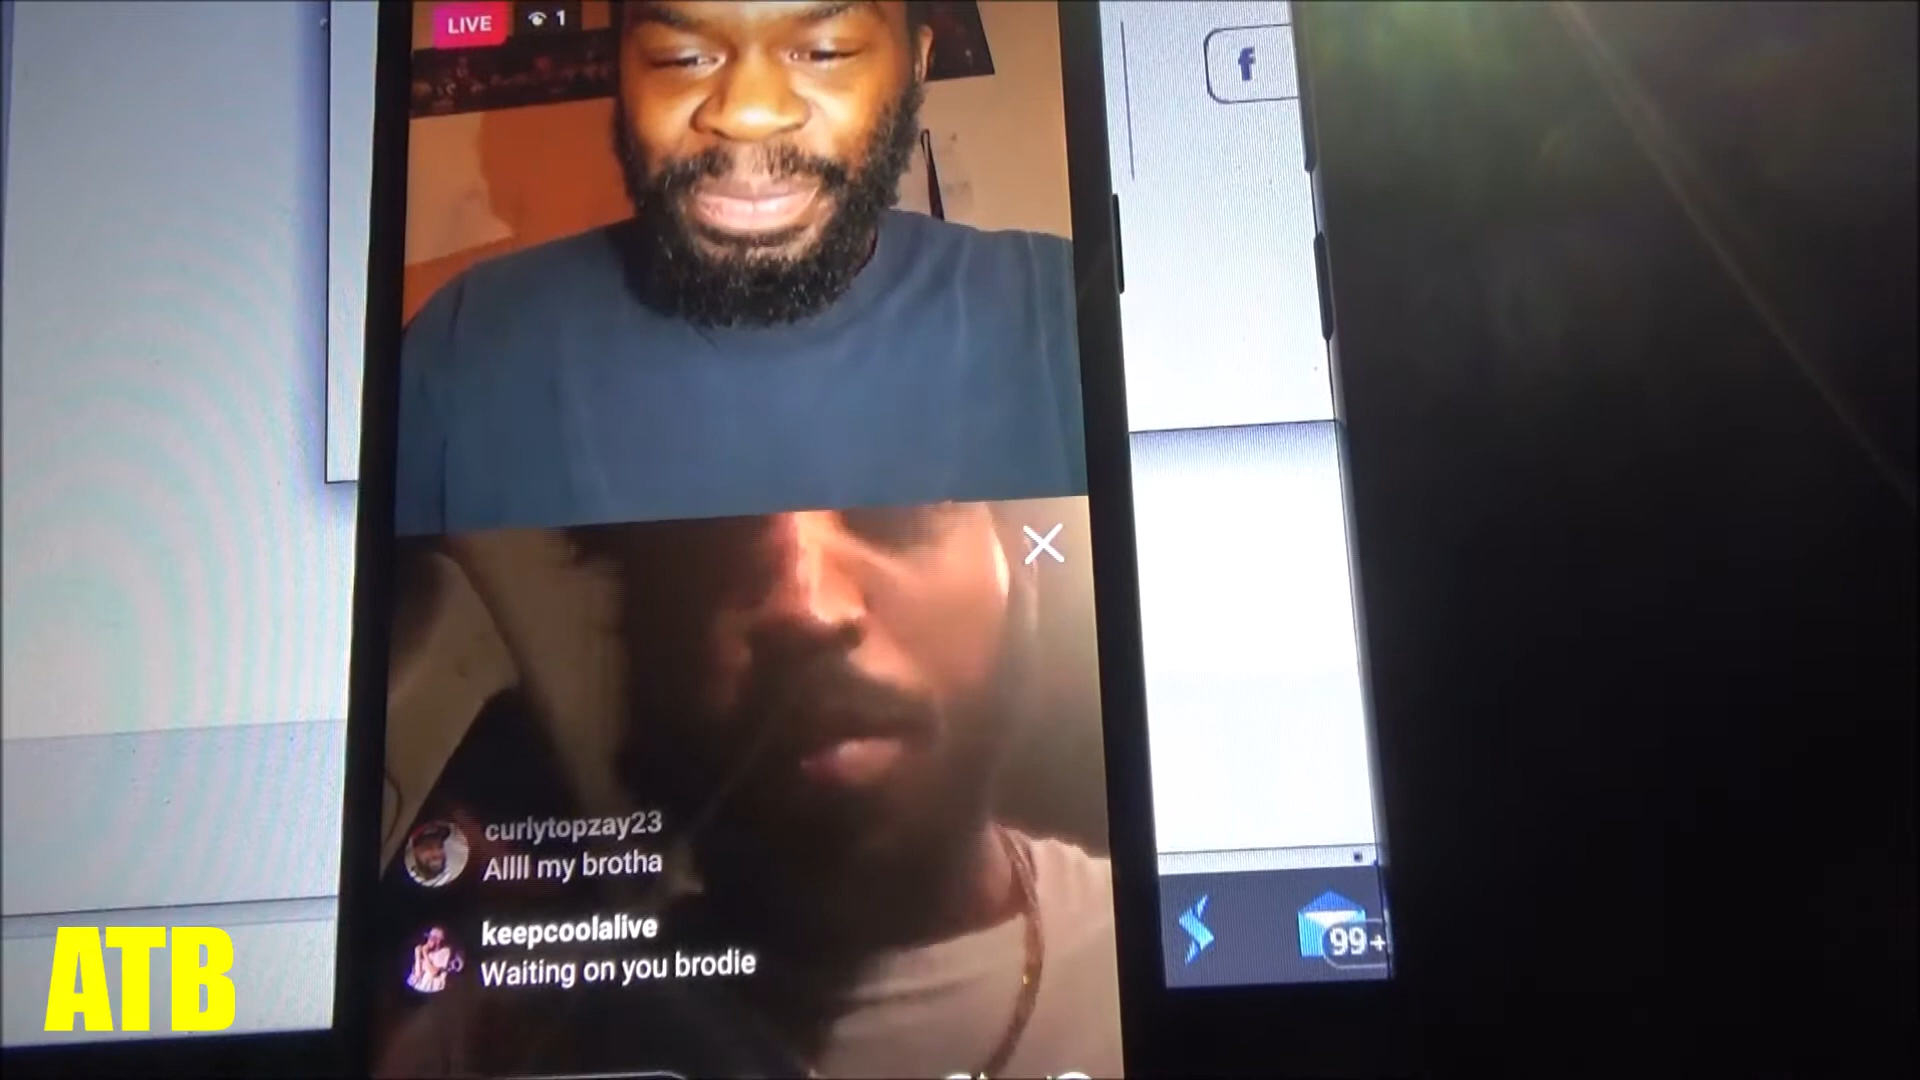 LIVE
1
f
curlytopzay23
Allll my brotha
keepcoolalive
Waiting on you brodie
99+
ATB